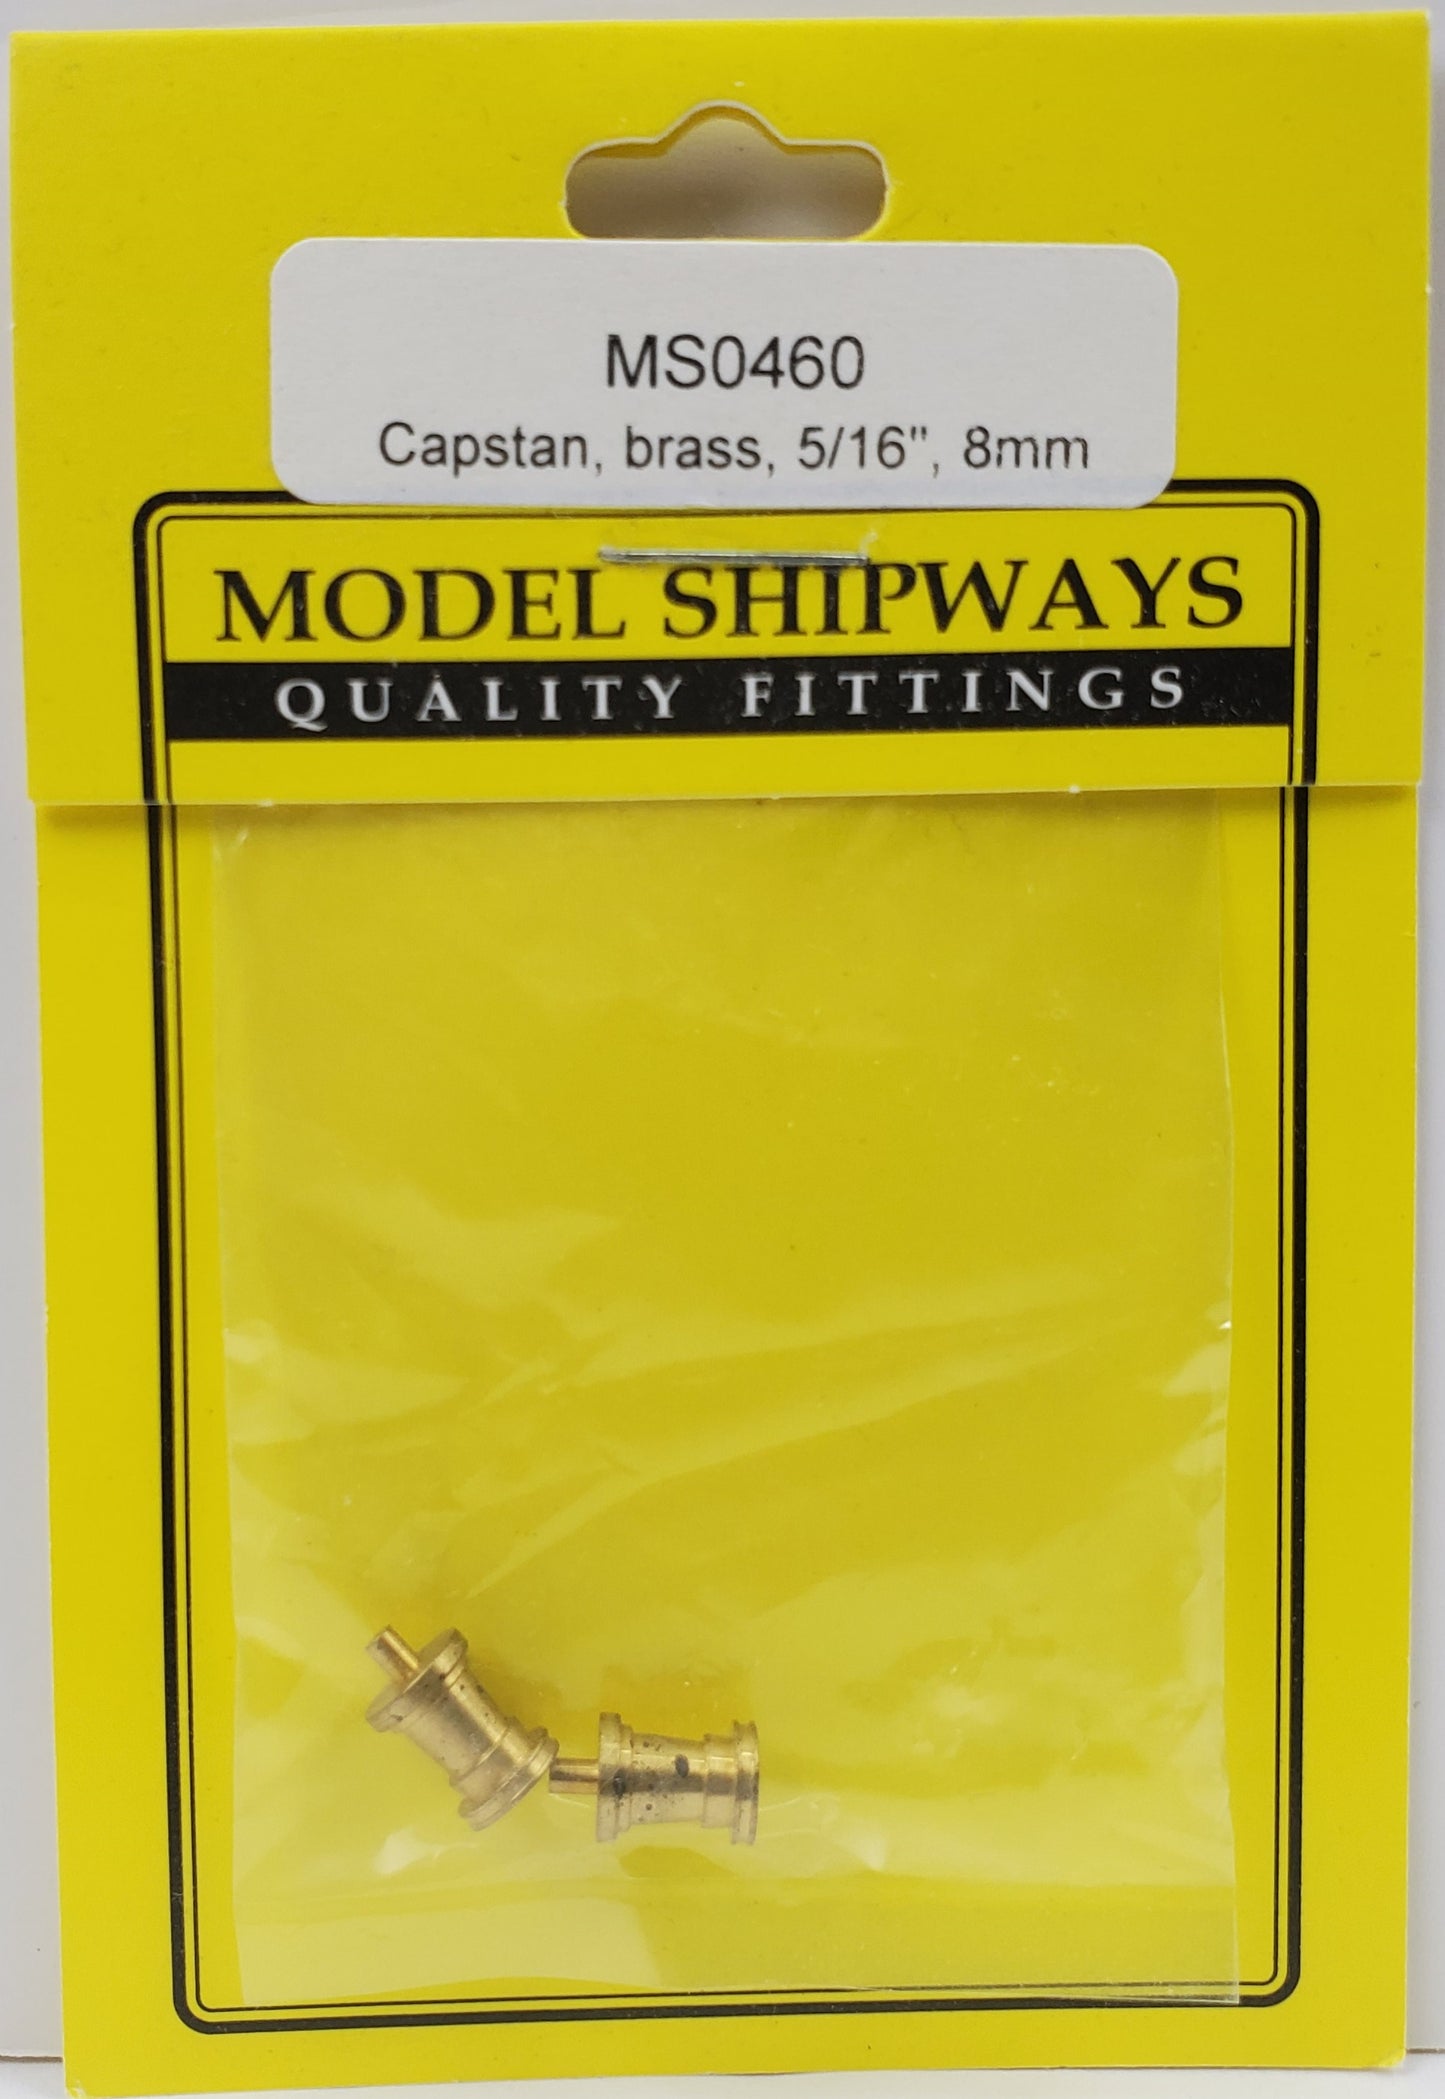 MS0460
Capstan, brass, 5/16", 8mm
MODEL SHIPWAYS
QUALITY FITTINGS